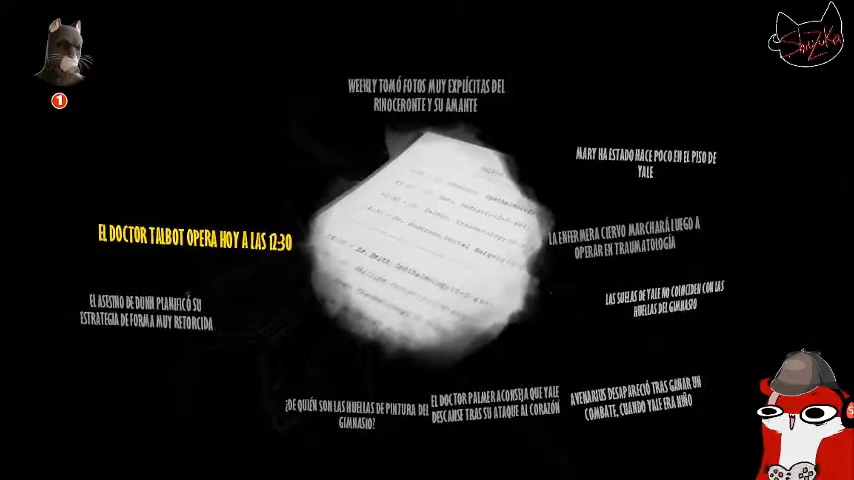 Shizuka
1
WEEKLY TOMÓ FOTOS MUY EXPLÍCITAS DEL
RINOCERONTE Y SU AMANTE
MARY HA ESTADO HACE POCO EN EL PISO DE
YALE
EL DOCTOR TALBOT OPERA HOY A LAS 12:30
LA ENFERMERA CIERVO MARCHARÁ LUEGO A
OPERAR EN TRAUMATOLOGÍA
EL ASESINO DE DUNN PLANIFICÓ SU
ESTRATEGIA DE FORMA MUY RETORCIDA
LAS SUELAS DE YALE NO COINCIDEN CON LAS
HUELLAS DEL GIMNASIO
¿DE QUIÉN SON LAS HUELLAS DE PINTURA DEL
GIMNASIO?
EL DOCTOR PALMER ACONSEJA QUE YALE
DESCANSE TRAS SU ATAQUE AL CORAZÓN
AVENARIUS DESAPARECIÓ TRAS GANAR UN
COMBATE, CUANDO YALE ERA NIÑO